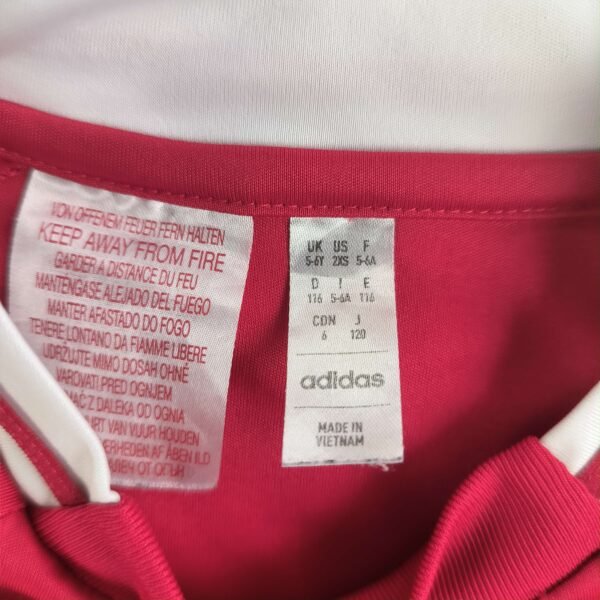 VON OFFENEM FEUER FERN HALTEN
KEEP AWAY FROM FIRE
GARDER A DISTANCE DU FEU
MANTENGASE ALEJADO DEL FUEGO
MANTER AFASTADO DO FOGO
TENERE LONTANO DA FIAMME LIBERE
UDRŽUJTE MIMO DOSAH OHNĚ
VAROVATI PRED OGNJEM
Z DALEKA OD OGNIA
VAN VUUR HOUDEN
AF ÅBEN ILD
UK US F
5-6Y 2XS 5-6A
D I E
116 5-6A 116
CDN J
6 120
adidas
MADE IN
VIETNAM